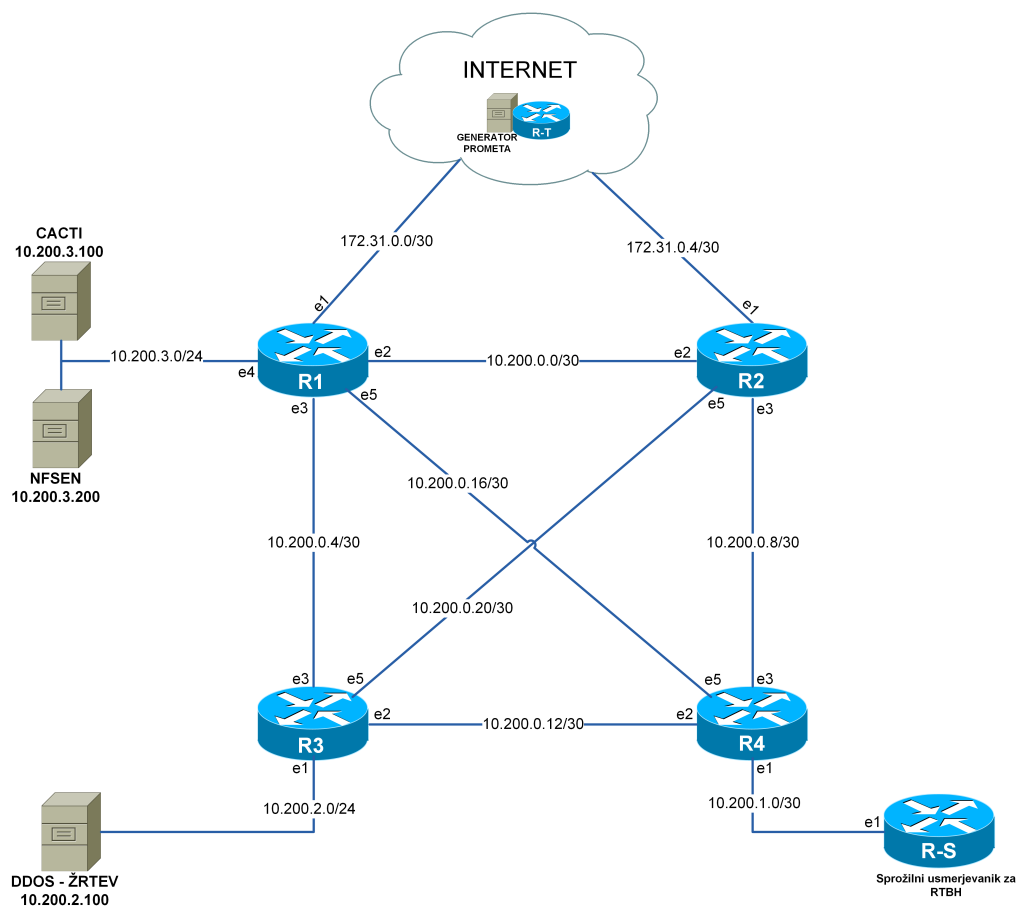 INTERNET
R-T
GENERATOR
PROMETA
CACTI
10.200.3.100
172.31.0.0/30
172.31.0.4/30
e1
e1
10.200.3.0/24
e4
R1
e2
10.200.0.0/30
e2
R2
e3
e5
e5
e3
NFSEN
10.200.3.200
10.200.0.16/30
10.200.0.4/30
10.200.0.8/30
10.200.0.20/30
e3
e5
e5
e3
R3
e2
10.200.0.12/30
e2
R4
e1
e1
10.200.2.0/24
10.200.1.0/30
e1
R-S
DDOS - ŽRTEV
10.200.2.100
Sprožilni usmerjevanik za
RTBH